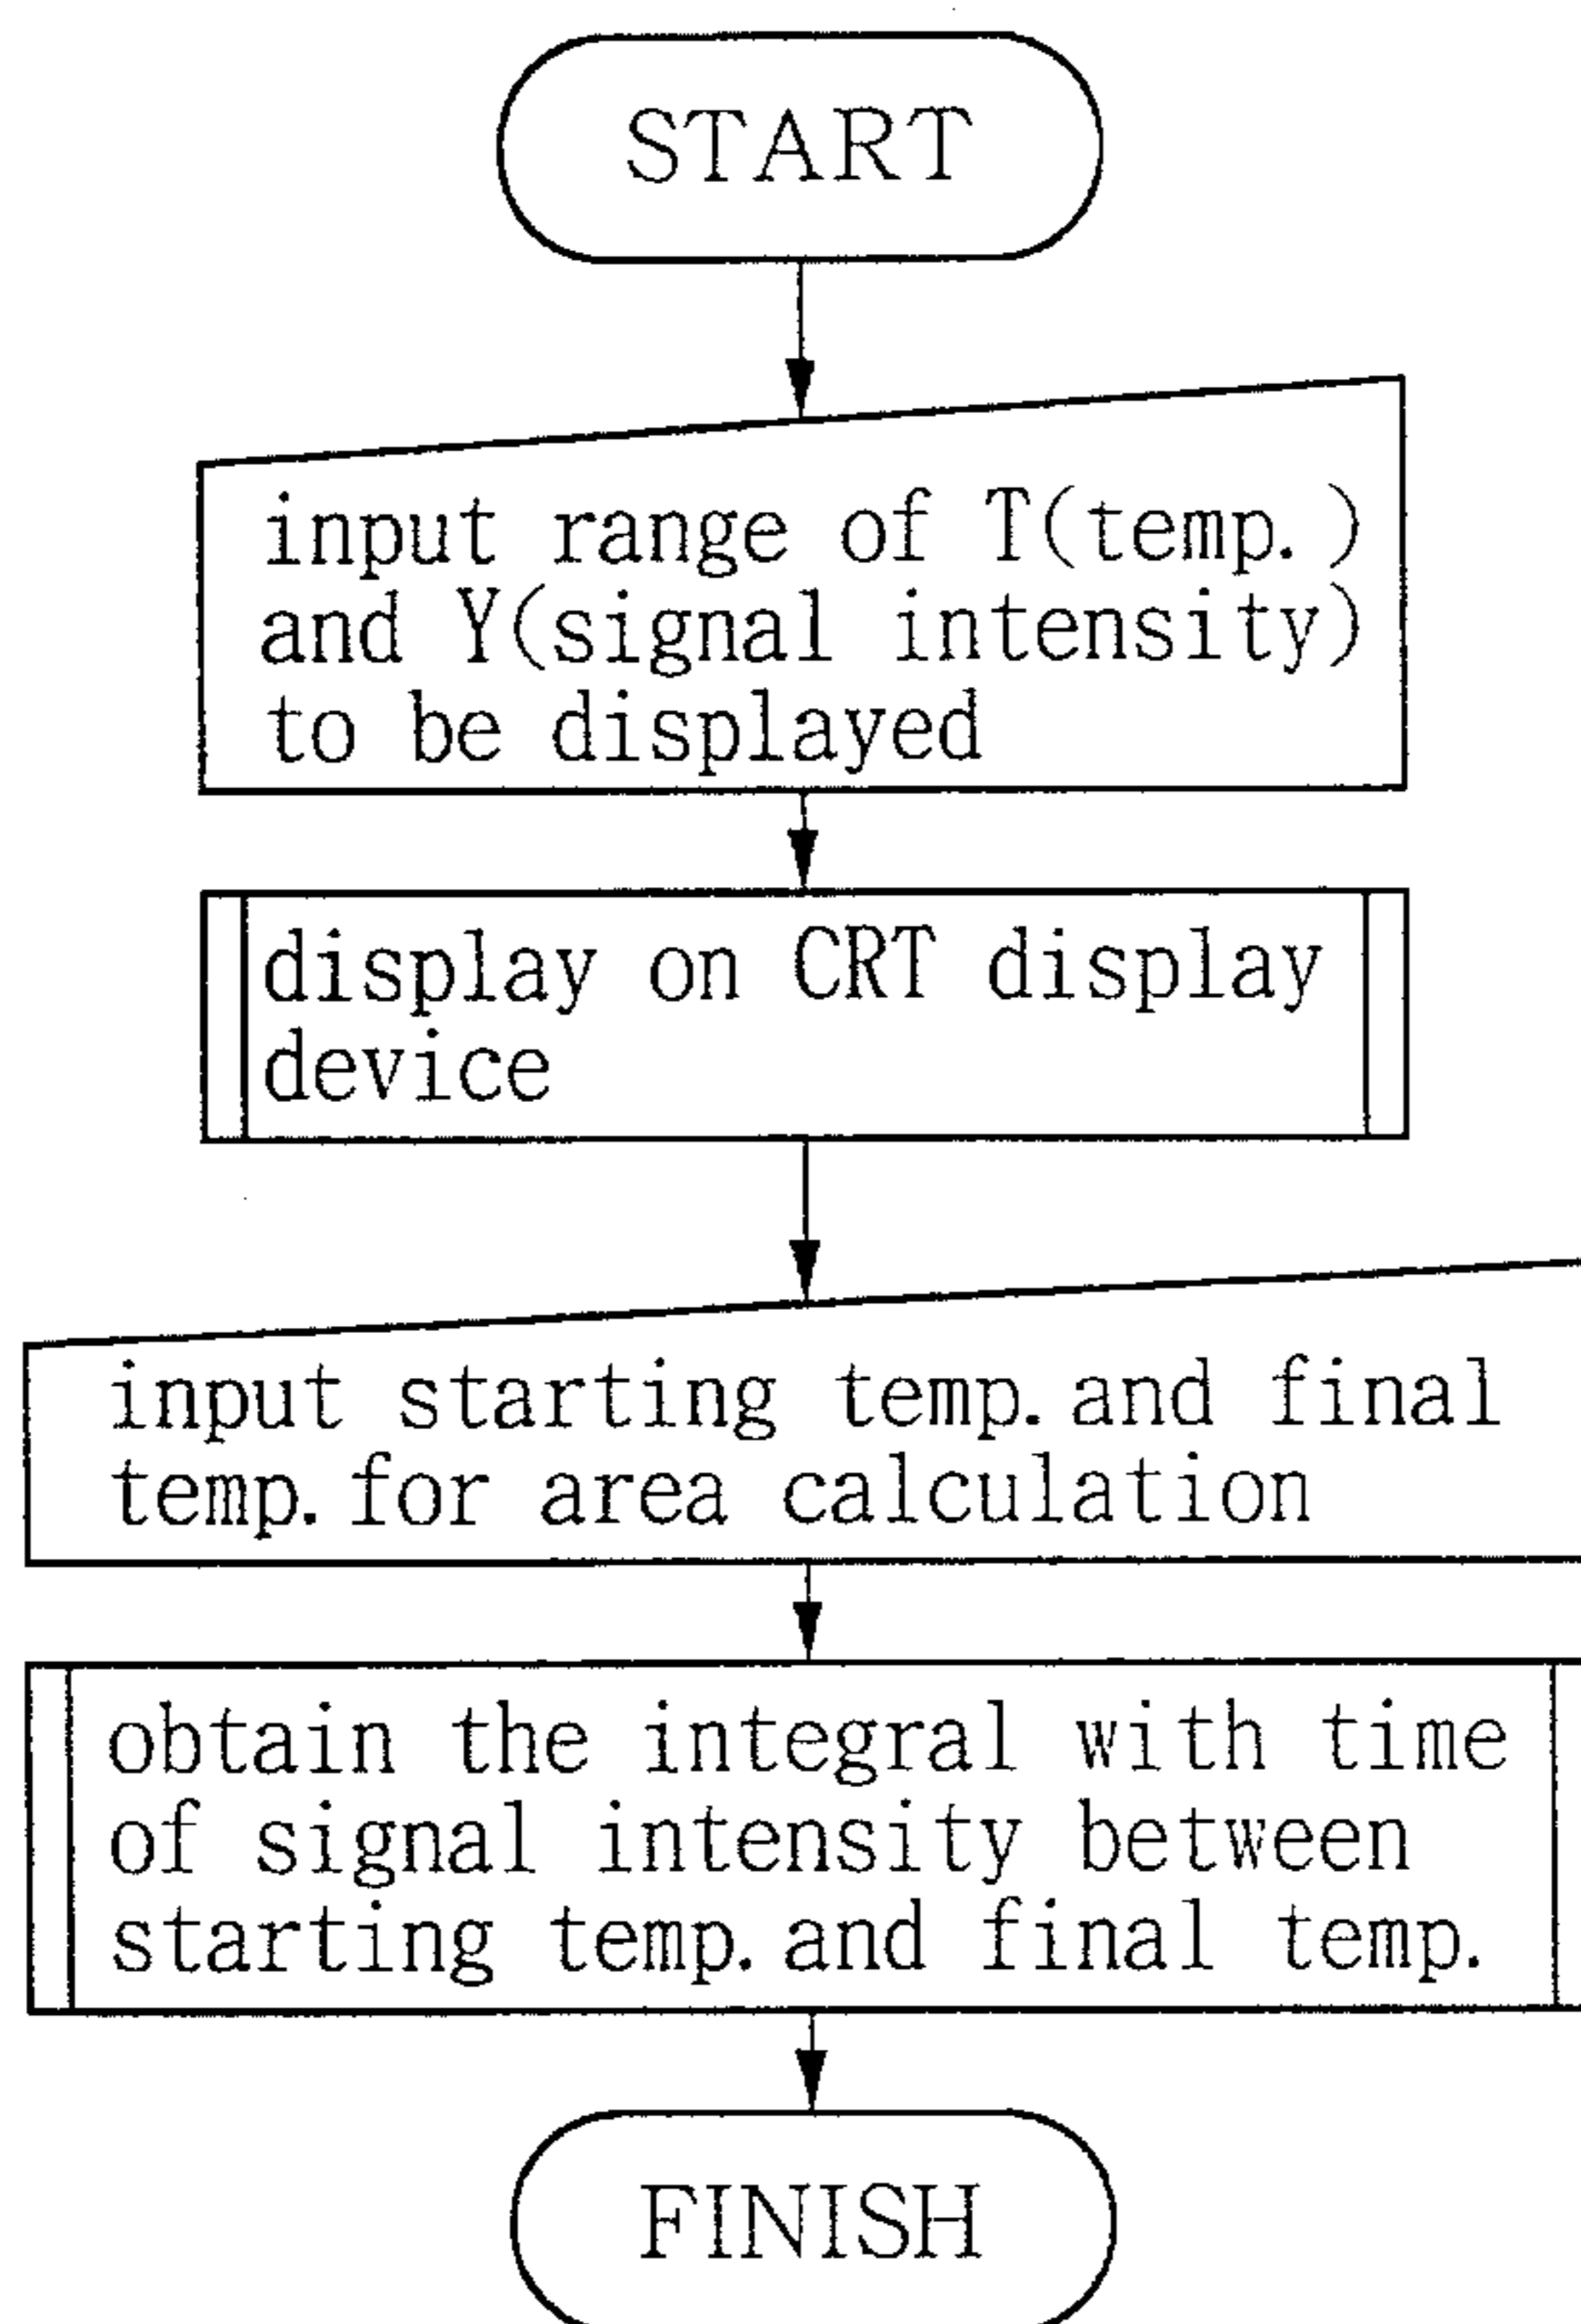 START
input range of T(temp.)
and Y(signal intensity)
to be displayed
display on CRT display
device
input starting temp. and final
temp. for area calculation
obtain the integral with time
of signal intensity between
starting temp. and final temp.
FINISH